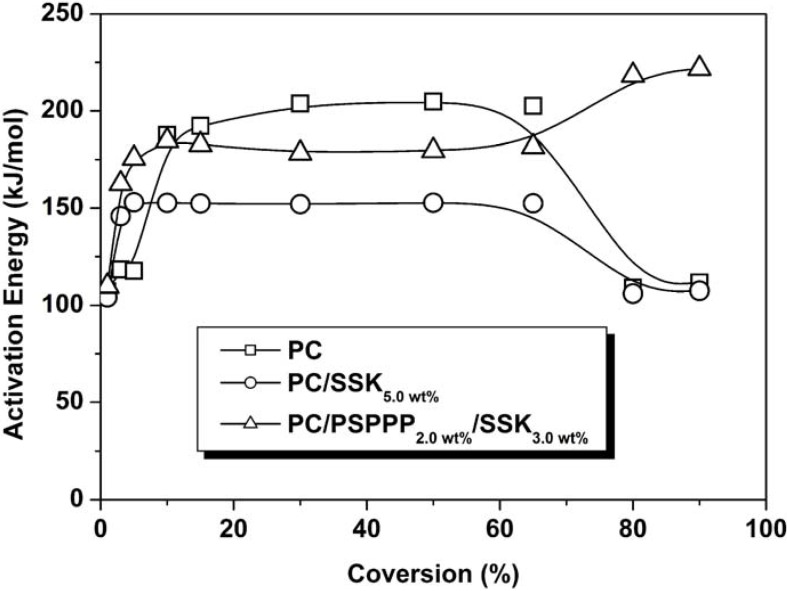 250
200
150
100
50
0
Activation Energy (kJ/mol)
PC
PC/SSK5.0 wt%
PC/PSPPP2.0 wt%/SSK3.0 wt%
0 20 40 60 80 100
Coversion (%)